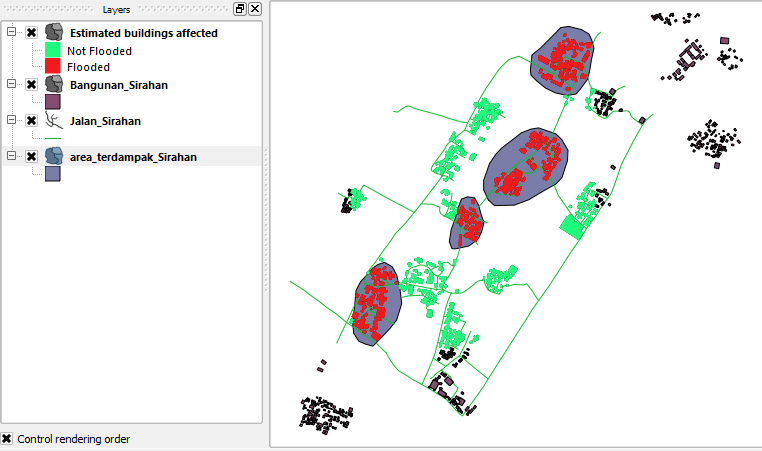 Layers
Estimated buildings affected
Not Flooded
Flooded
Bangunan_Sirahan
Jalan_Sirahan
area_terdampak_Sirahan
Control rendering order